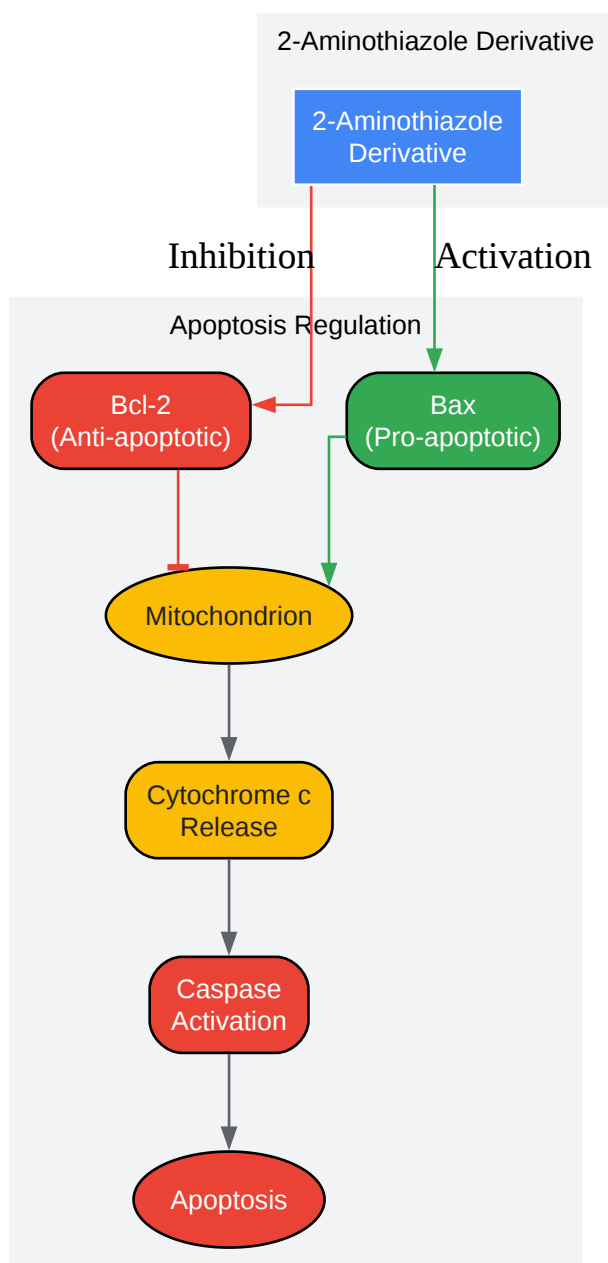 2-Aminothiazole Derivative
2-Aminothiazole
Derivative
Inhibition
Activation
Apoptosis Regulation
Bcl-2
(Anti-apoptotic)
Bax
(Pro-apoptotic)
Mitochondrion
Cytochrome c
Release
Caspase
Activation
Apoptosis